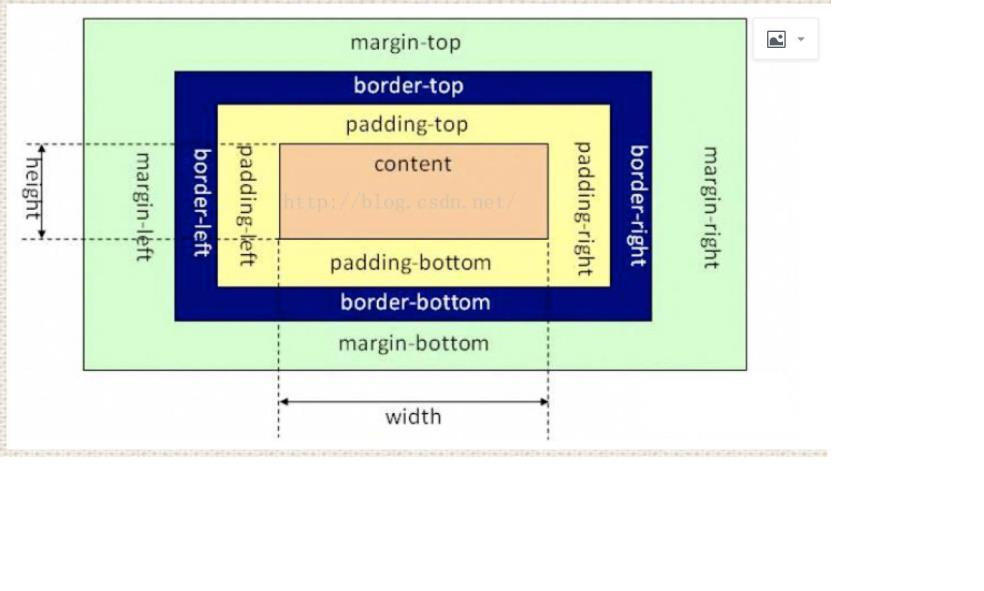 margin-top
border-top
padding-top
content
http://blog.csdn.net/
height
margin-left
border-left
padding-left
padding-right
border-right
margin-right
padding-bottom
border-bottom
margin-bottom
width